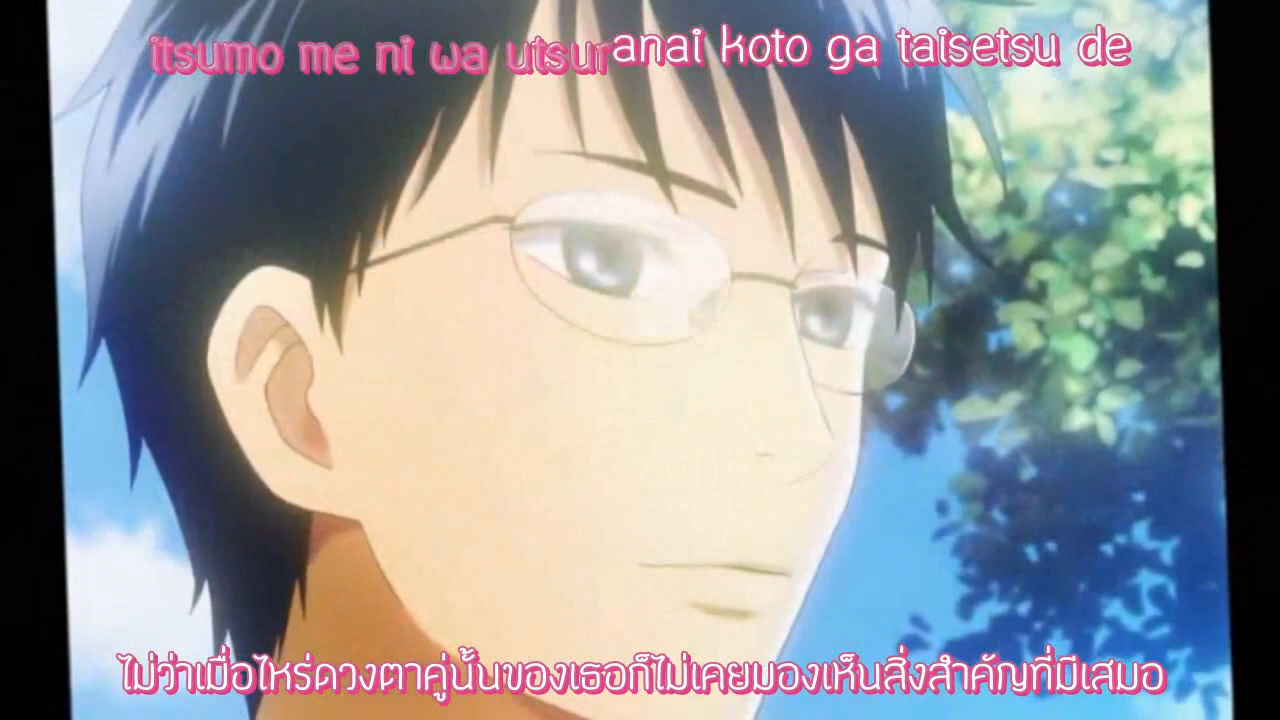 itsumo me ni wa utsuranai koto ga taisetsu de
ไม่ว่าเมื่อไหร่ดวงตาคู่นั้นของเธอก็ไม่เคยมองเห็นสิ่งสำคัญที่มีเสมอ